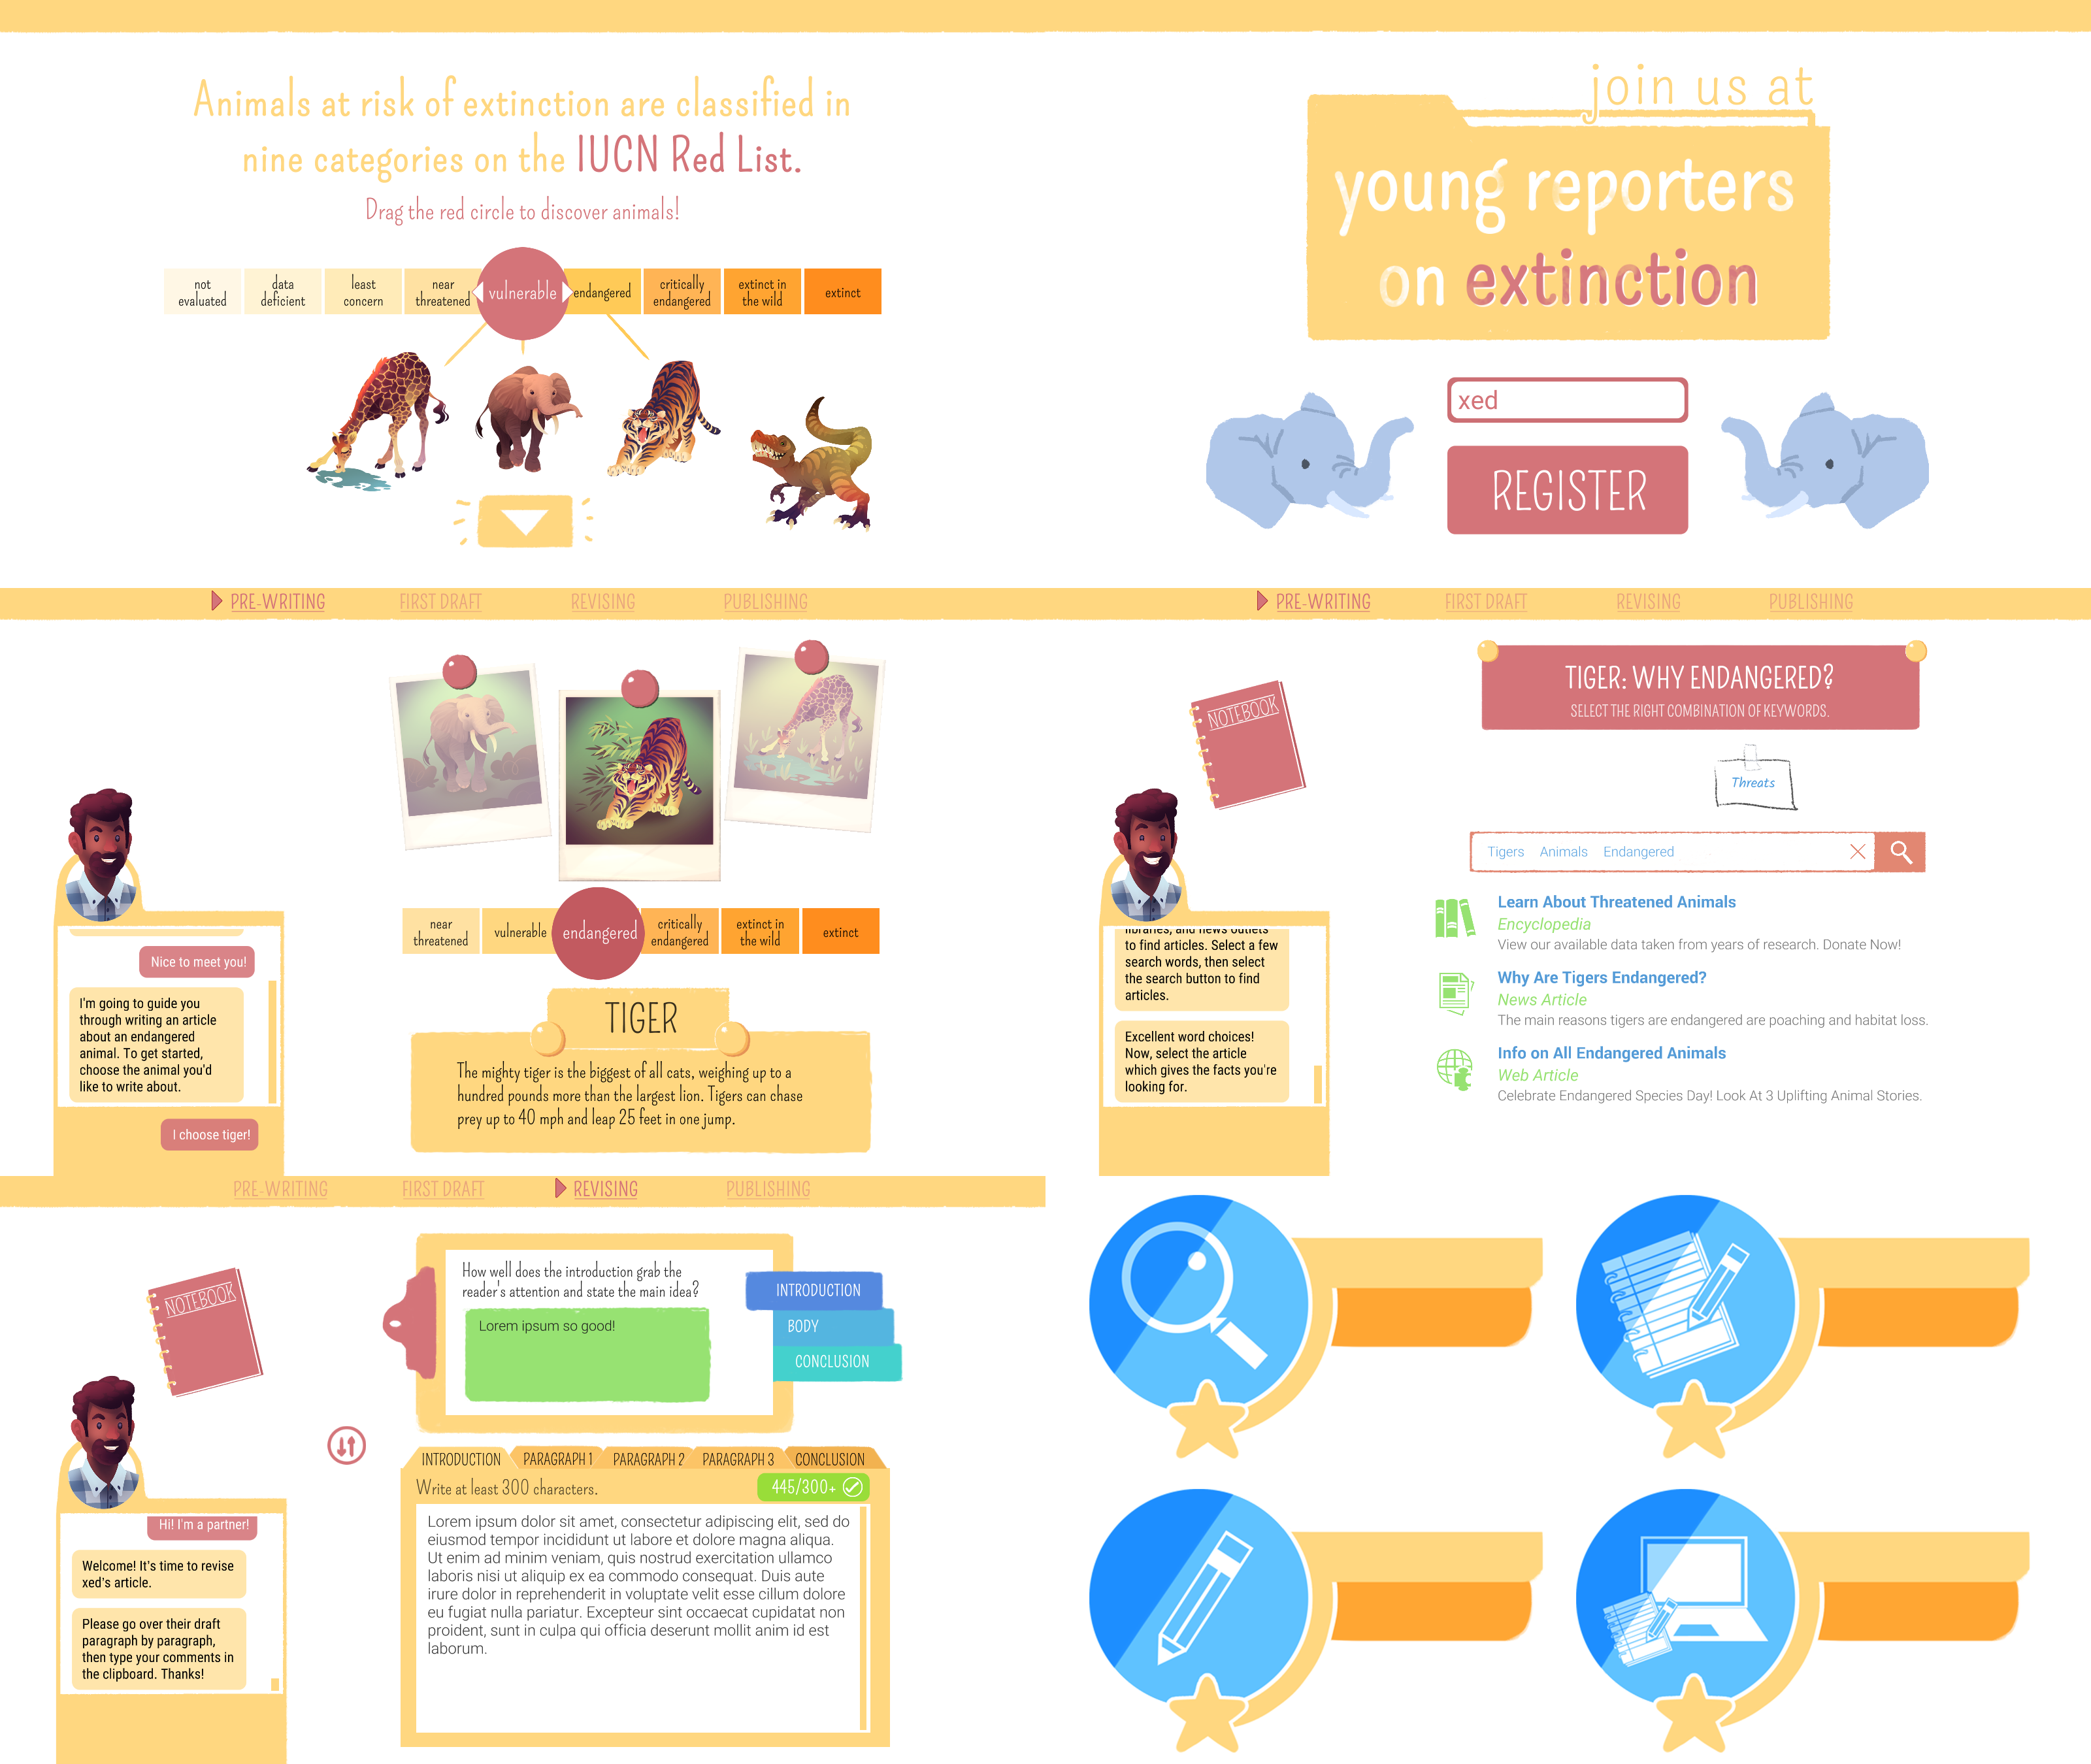 Animals at risk of extinction are classified in
nine categories on the IUCN Red List.
Drag the red circle to discover animals!
not
evaluated
data
deficient
least
concern
near
threatened
vulnerable
endangered
critically
endangered
extinct in
the wild
extinct
join us at
young reporters
on extinction
xed
REGISTER
PRE-WRITING
FIRST DRAFT
REVISING
PUBLISHING
Nice to meet you!
I'm going to guide you
through writing an article
about an endangered
animal. To get started,
choose the animal you'd
like to write about.
I choose tiger!
near
threatened
vulnerable
endangered
critically
endangered
extinct in
the wild
extinct
TIGER
The mighty tiger is the biggest of all cats, weighing up to a
hundred pounds more than the largest lion. Tigers can chase
prey up to 40 mph and leap 25 feet in one jump.
PRE-WRITING
FIRST DRAFT
REVISING
PUBLISHING
NOTEBOOK
libraries, and news outlets
to find articles. Select a few
search words, then select
the search button to find
articles.
Excellent word choices!
Now, select the article
which gives the facts you're
looking for.
TIGER: WHY ENDANGERED?
SELECT THE RIGHT COMBINATION OF KEYWORDS.
Threats
Tigers Animals Endangered
Learn About Threatened Animals
Encyclopedia
View our available data taken from years of research. Donate Now!
Why Are Tigers Endangered?
News Article
The main reasons tigers are endangered are poaching and habitat loss.
Info on All Endangered Animals
Web Article
Celebrate Endangered Species Day! Look At 3 Uplifting Animal Stories.
PRE-WRITING
FIRST DRAFT
REVISING
PUBLISHING
NOTEBOOK
Hi! I'm a partner!
Welcome! It's time to revise
xed's article.
Please go over their draft
paragraph by paragraph,
then type your comments in
the clipboard. Thanks!
How well does the introduction grab the
reader's attention and state the main idea?
Lorem ipsum so good!
INTRODUCTION
BODY
CONCLUSION
INTRODUCTION
PARAGRAPH 1
PARAGRAPH 2
PARAGRAPH 3
CONCLUSION
Write at least 300 characters.
445/300+
Lorem ipsum dolor sit amet, consectetur adipiscing elit, sed do
eiusmod tempor incididunt ut labore et dolore magna aliqua.
Ut enim ad minim veniam, quis nostrud exercitation ullamco
laboris nisi ut aliquip ex ea commodo consequat. Duis aute
irure dolor in reprehenderit in voluptate velit esse cillum dolore
eu fugiat nulla pariatur. Excepteur sint occaecat cupidatat non
proident, sunt in culpa qui officia deserunt mollit anim id est
laborum.